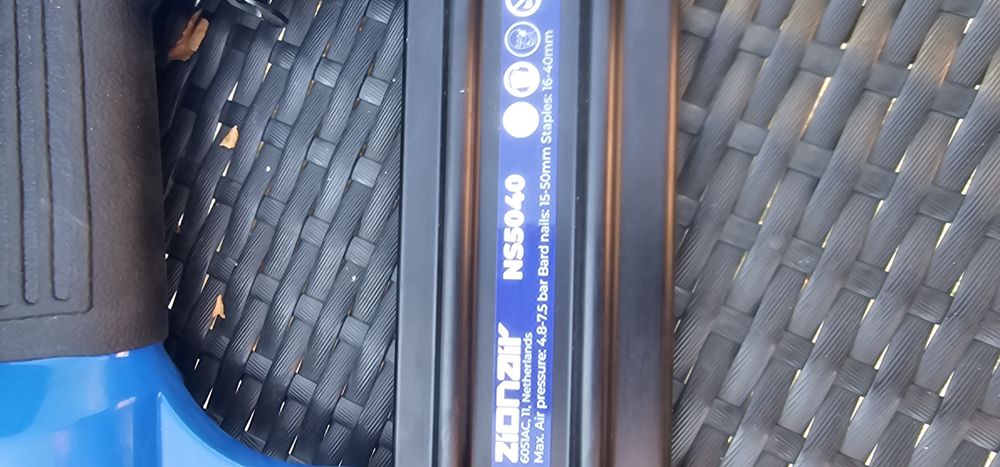 zionair NS5040
6051AC, 11, Netherlands
Max. Air pressure: 4.8-7.5 bar Bard nails: 15-50mm Staples: 16-40mm